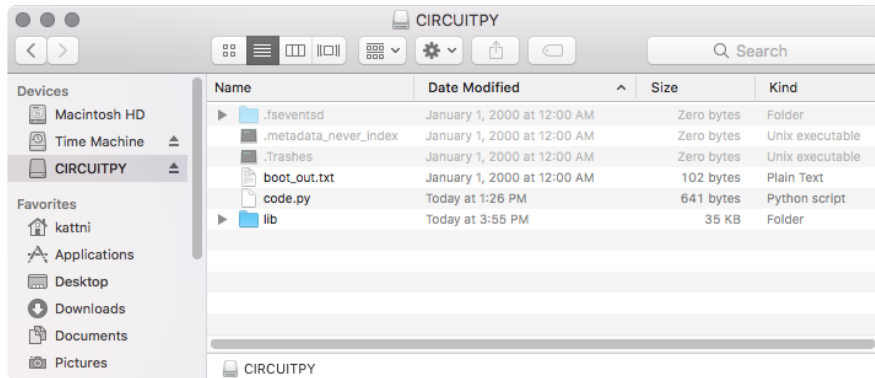 CIRCUITPY
Search
Devices
Macintosh HD
Time Machine
CIRCUITPY
Favorites
kattni
Applications
Desktop
Downloads
Documents
Pictures
Name Date Modified Size Kind
.fseventsd January 1, 2000 at 12:00 AM Zero bytes Folder
.metadata_never_index January 1, 2000 at 12:00 AM Zero bytes Unix executable
.Trashes January 1, 2000 at 12:00 AM Zero bytes Unix executable
boot_out.txt January 1, 2000 at 12:00 AM 102 bytes Plain Text
code.py Today at 1:26 PM 641 bytes Python script
lib Today at 3:55 PM 35 KB Folder
CIRCUITPY